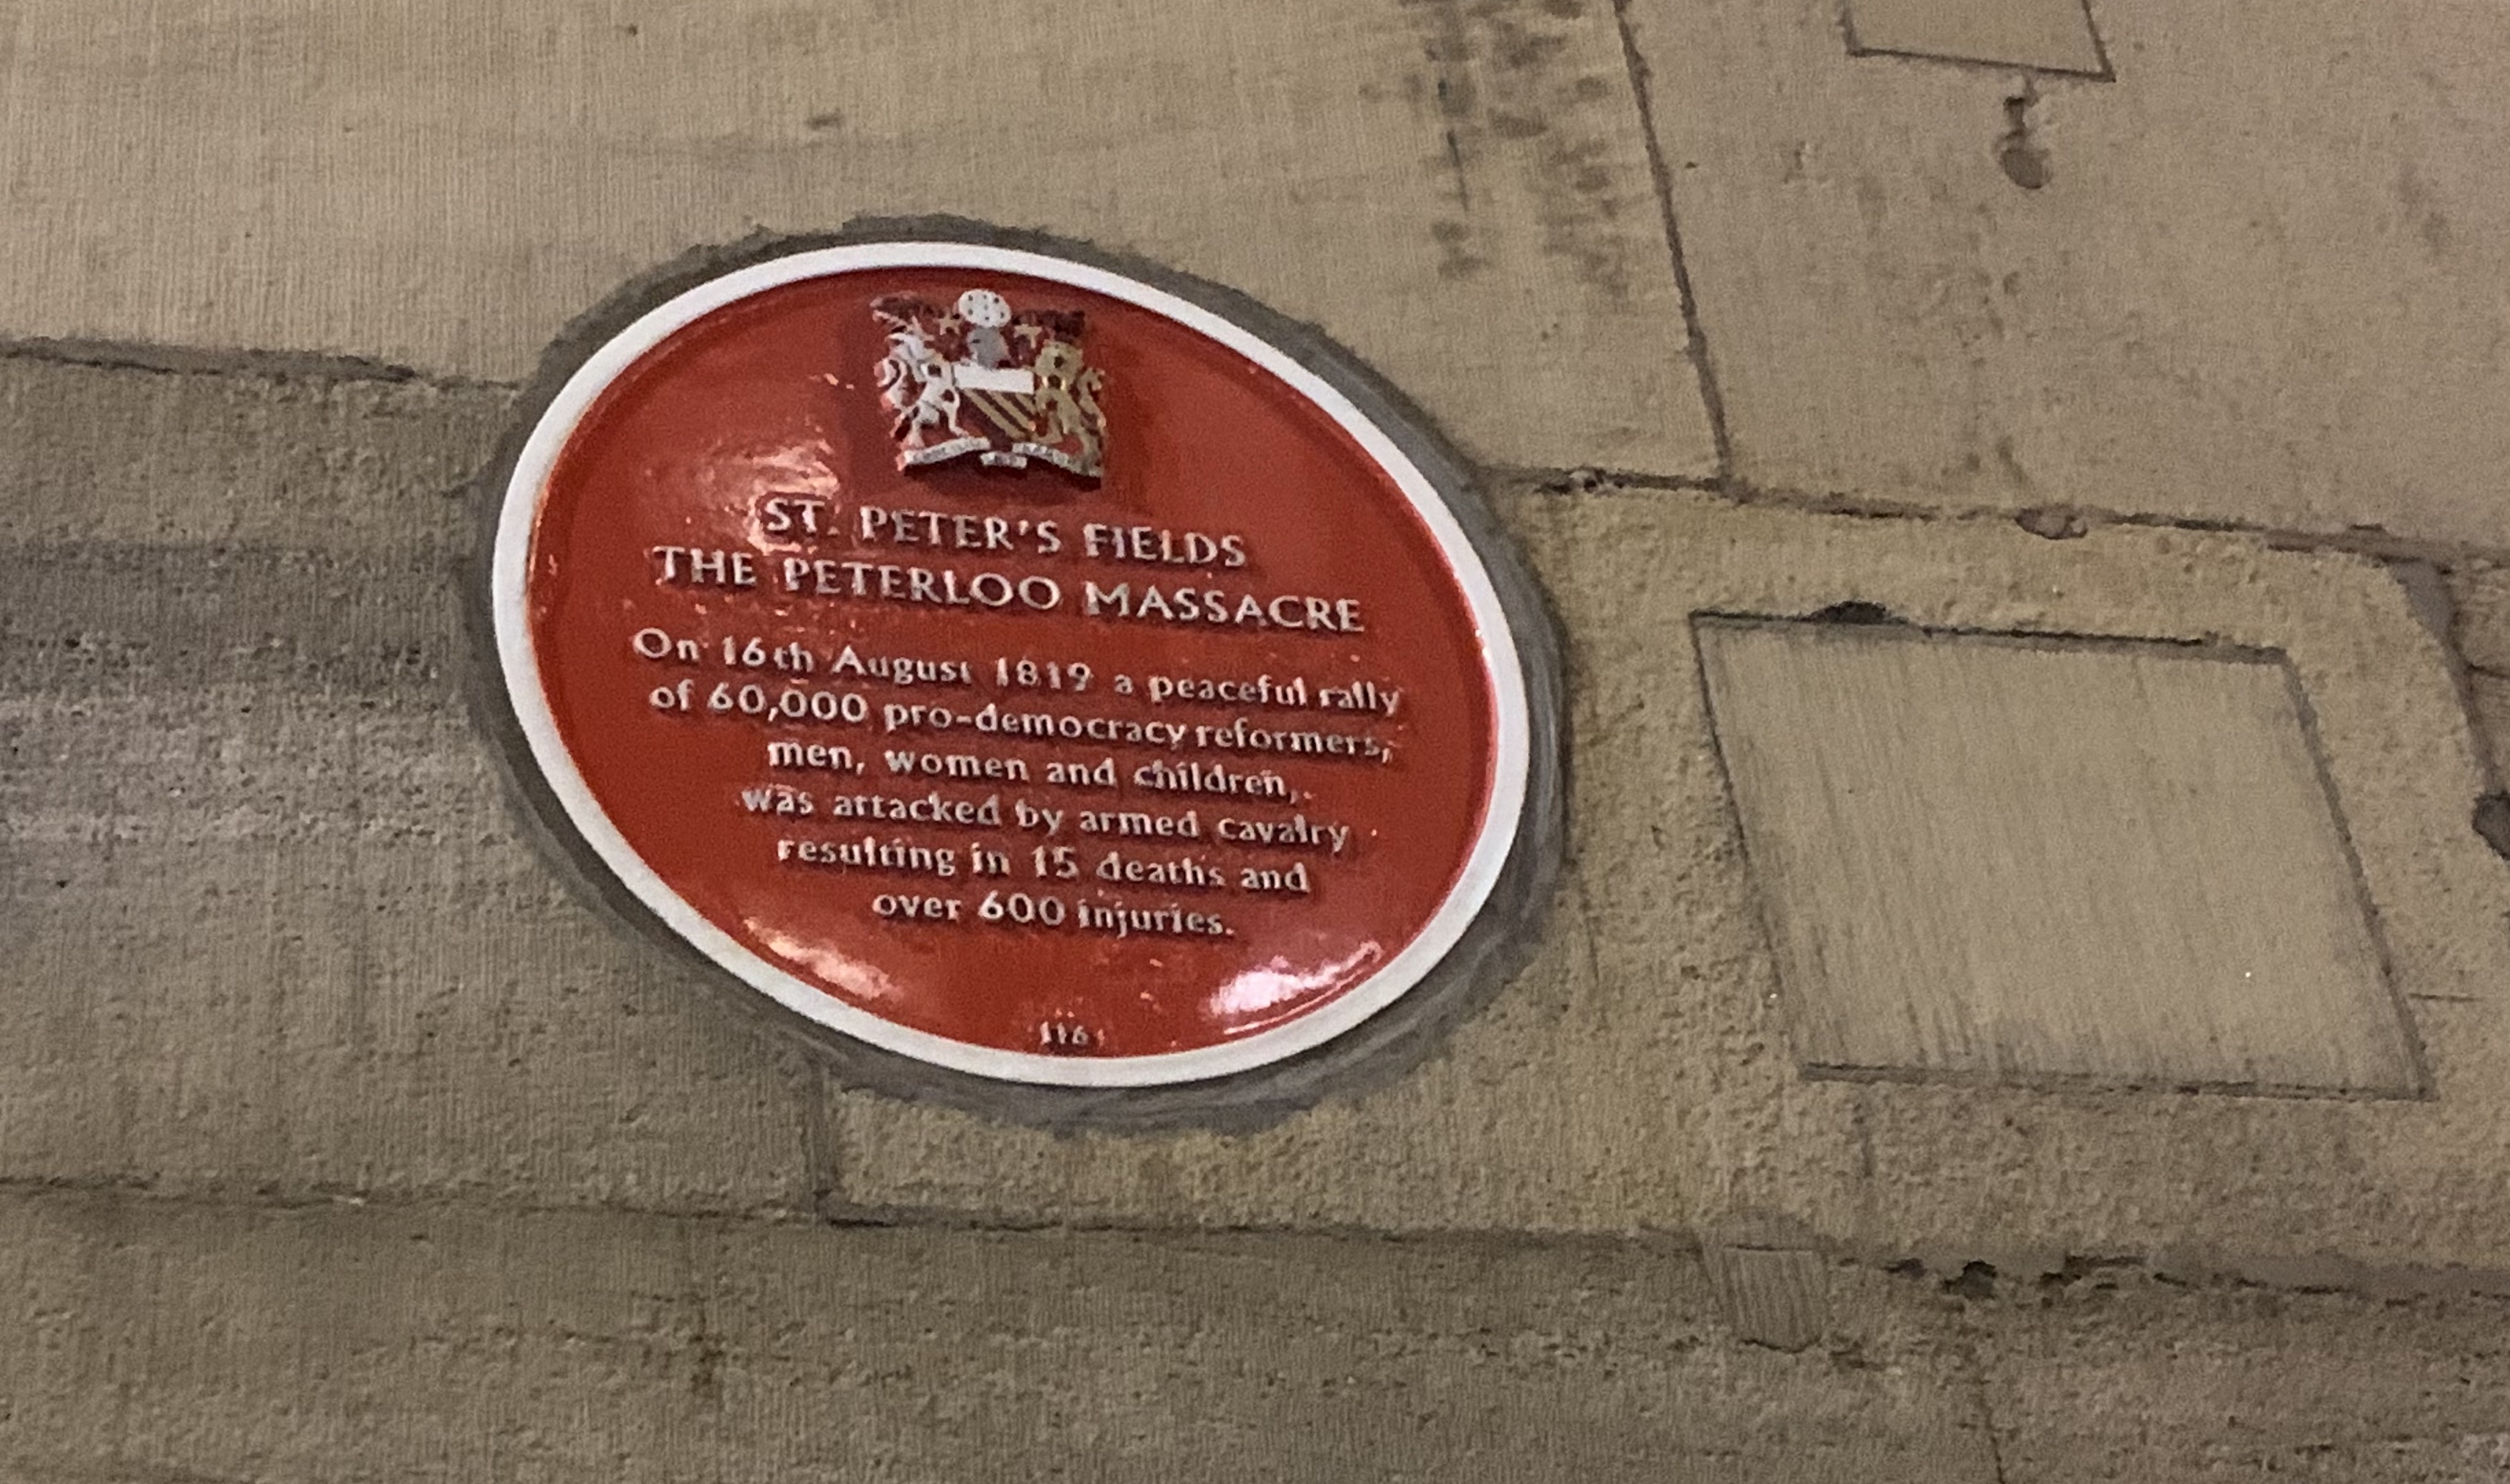 ST. PETER'S FIELDS
THE PETERLOO MASSACRE
On 16th August 1819 a peaceful rally
of 60,000 pro-democracy reformers,
men, women and children,
was attacked by armed cavalry
resulting in 15 deaths and
over 600 injuries.
116